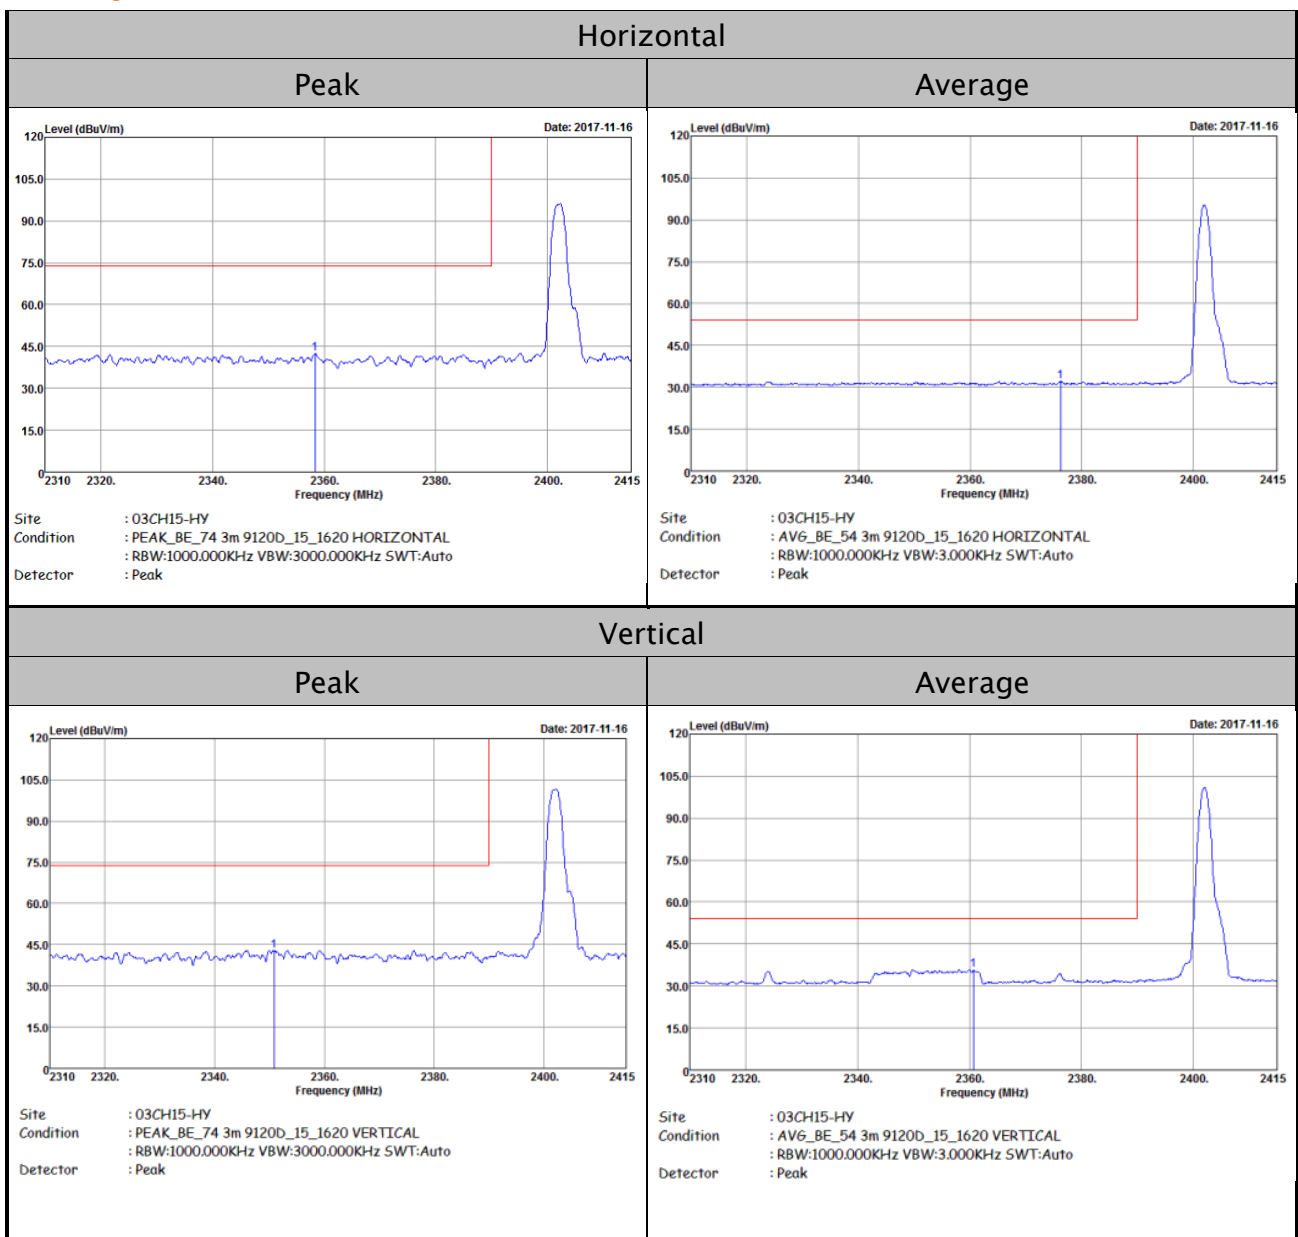 Horizontal
Peak
Average
Level (dBuV/m)
Date: 2017-11-16
120
105.0
90.0
75.0
60.0
45.0
30.0
15.0
0
1
2310 2320. 2340. 2360. 2380. 2400. 2415
Frequency (MHz)
Site : 03CH15-HY
Condition : PEAK_BE_74 3m 9120D_15_1620 HORIZONTAL
: RBW:1000.000KHz VBW:3000.000KHz SWT:Auto
Detector : Peak
Level (dBuV/m)
Date: 2017-11-16
120
105.0
90.0
75.0
60.0
45.0
30.0
15.0
0
1
2310 2320. 2340. 2360. 2380. 2400. 2415
Frequency (MHz)
Site : 03CH15-HY
Condition : AVG_BE_54 3m 9120D_15_1620 HORIZONTAL
: RBW:1000.000KHz VBW:3.000KHz SWT:Auto
Detector : Peak
Vertical
Peak
Average
Level (dBuV/m)
Date: 2017-11-16
120
105.0
90.0
75.0
60.0
45.0
30.0
15.0
0
1
2310 2320. 2340. 2360. 2380. 2400. 2415
Frequency (MHz)
Site : 03CH15-HY
Condition : PEAK_BE_74 3m 9120D_15_1620 VERTICAL
: RBW:1000.000KHz VBW:3000.000KHz SWT:Auto
Detector : Peak
Level (dBuV/m)
Date: 2017-11-16
120
105.0
90.0
75.0
60.0
45.0
30.0
15.0
0
1
2310 2320. 2340. 2360. 2380. 2400. 2415
Frequency (MHz)
Site : 03CH15-HY
Condition : AVG_BE_54 3m 9120D_15_1620 VERTICAL
: RBW:1000.000KHz VBW:3.000KHz SWT:Auto
Detector : Peak